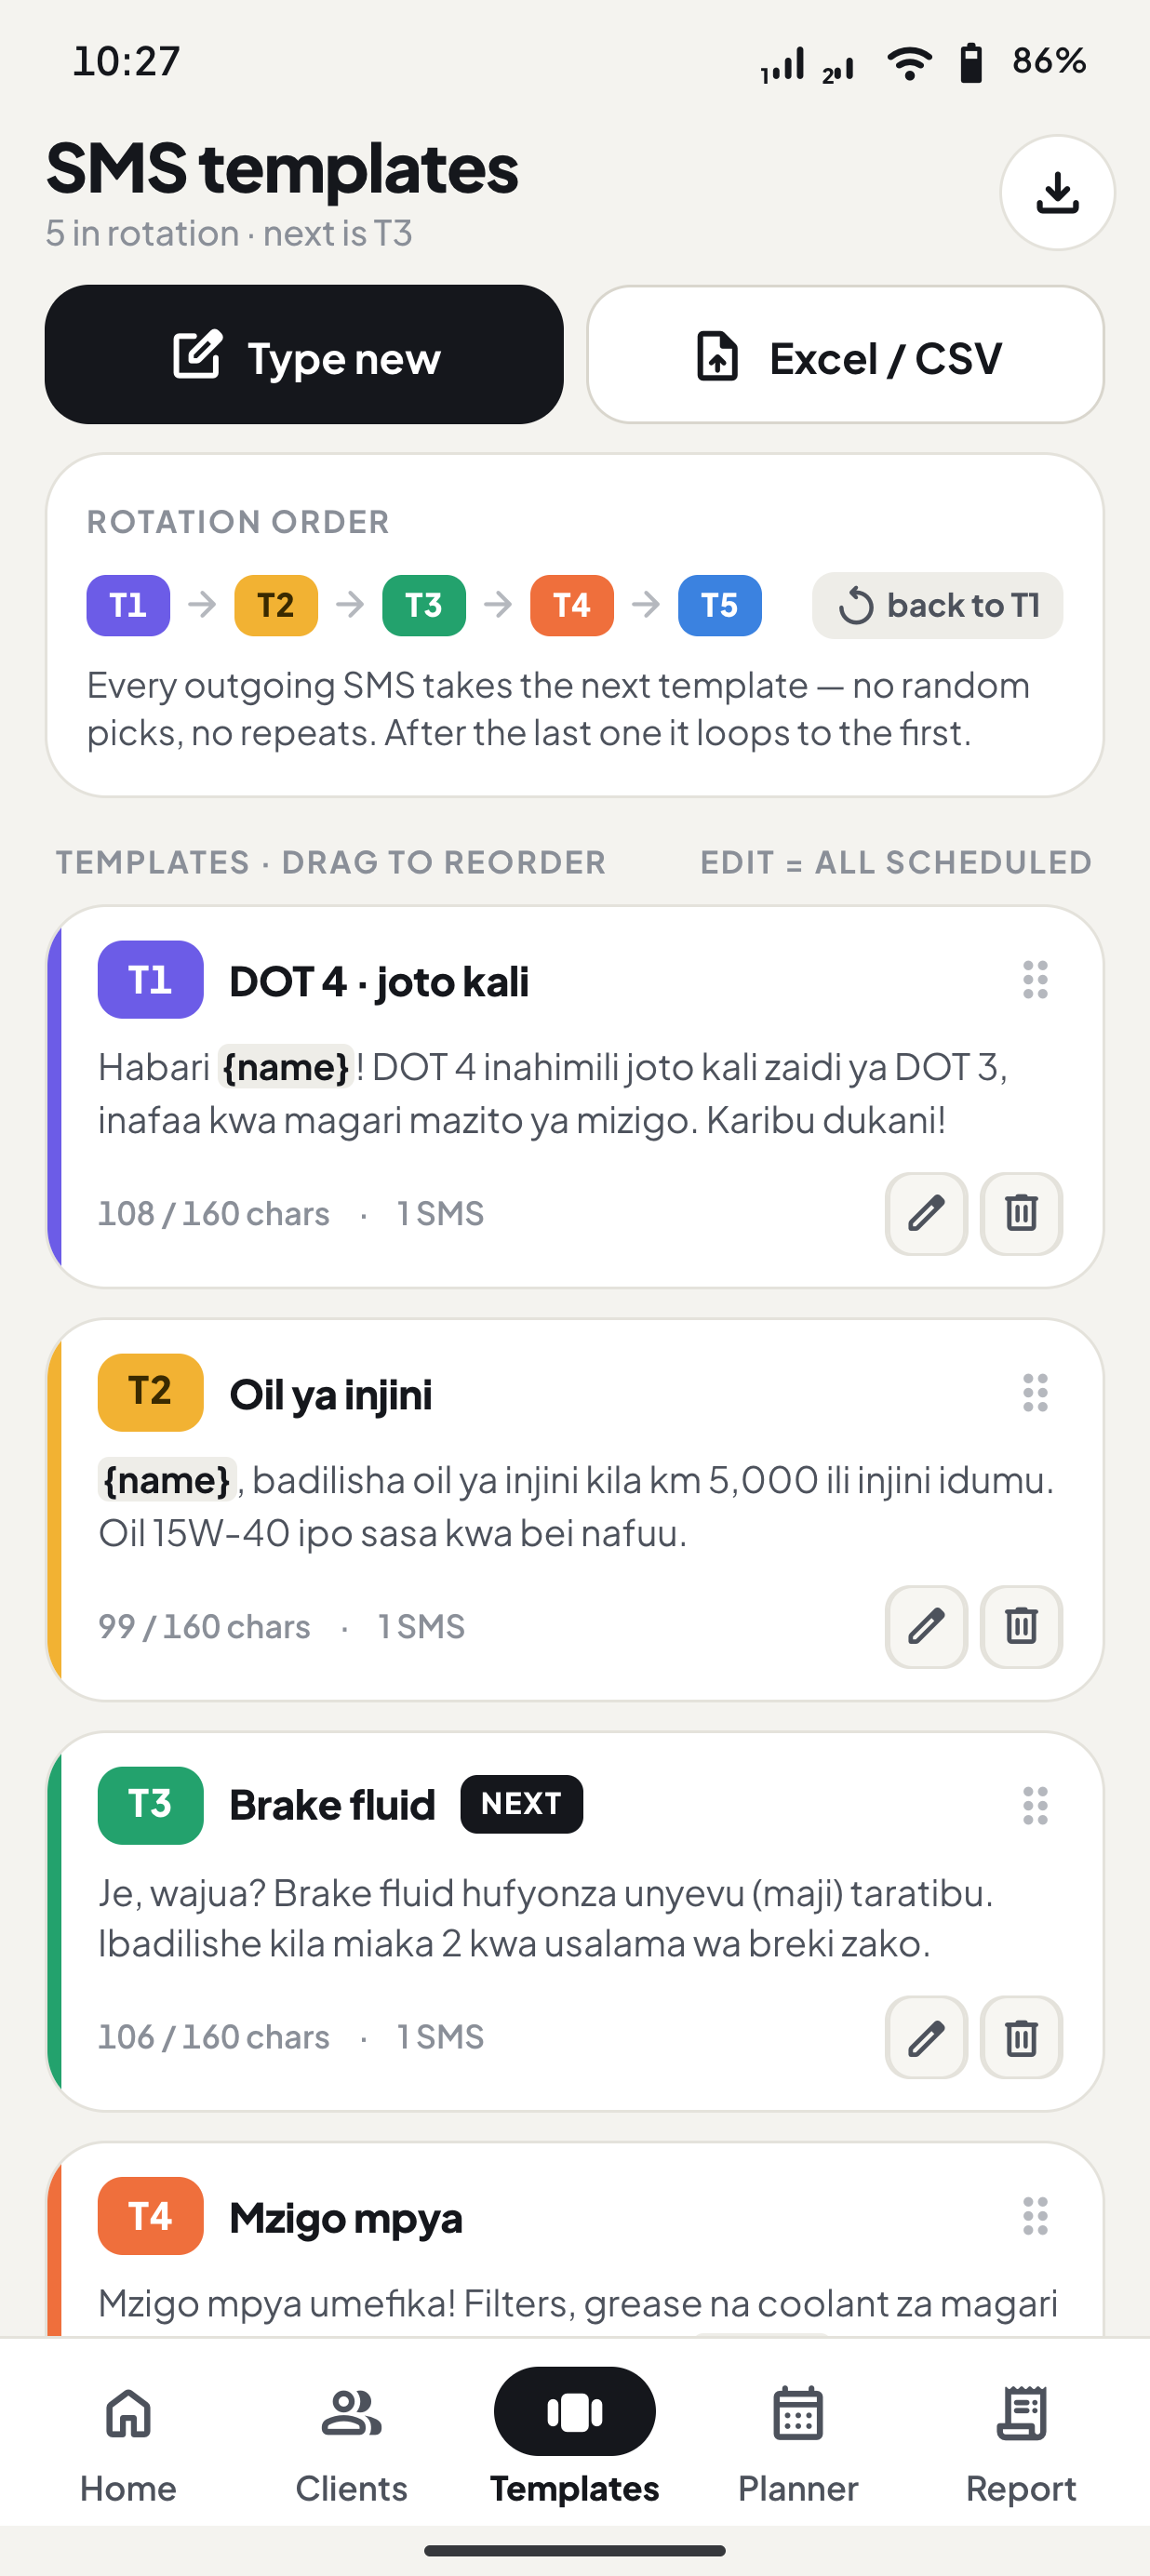 10:27
1 2 86%
SMS templates
5 in rotation · next is T3
Type new
Excel / CSV
ROTATION ORDER
T1 → T2 → T3 → T4 → T5 back to T1
Every outgoing SMS takes the next template — no random
picks, no repeats. After the last one it loops to the first.
TEMPLATES · DRAG TO REORDER
EDIT = ALL SCHEDULED
T1 DOT 4 · joto kali
Habari {name}! DOT 4 inahimili joto kali zaidi ya DOT 3,
inafaa kwa magari mazito ya mizigo. Karibu dukani!
108 / 160 chars · 1 SMS
T2 Oil ya injini
{name}, badilisha oil ya injini kila km 5,000 ili injini idumu.
Oil 15W-40 ipo sasa kwa bei nafuu.
99 / 160 chars · 1 SMS
T3 Brake fluid NEXT
Je, wajua? Brake fluid hufyonza unyevu (maji) taratibu.
Ibadilishe kila miaka 2 kwa usalama wa breki zako.
106 / 160 chars · 1 SMS
T4 Mzigo mpya
Mzigo mpya umefika! Filters, grease na coolant za magari
Home Clients Templates Planner Report